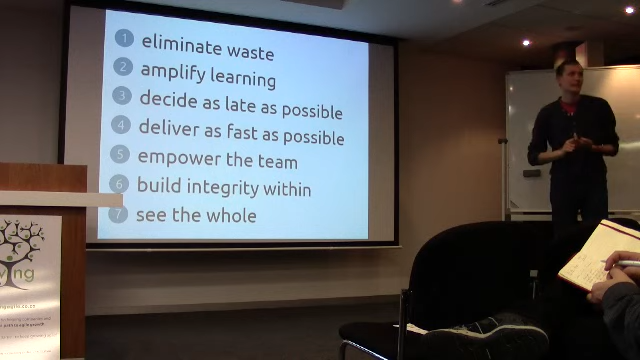 1 eliminate waste
2 amplify learning
3 decide as late as possible
4 deliver as fast as possible
5 empower the team
6 build integrity within
7 see the whole